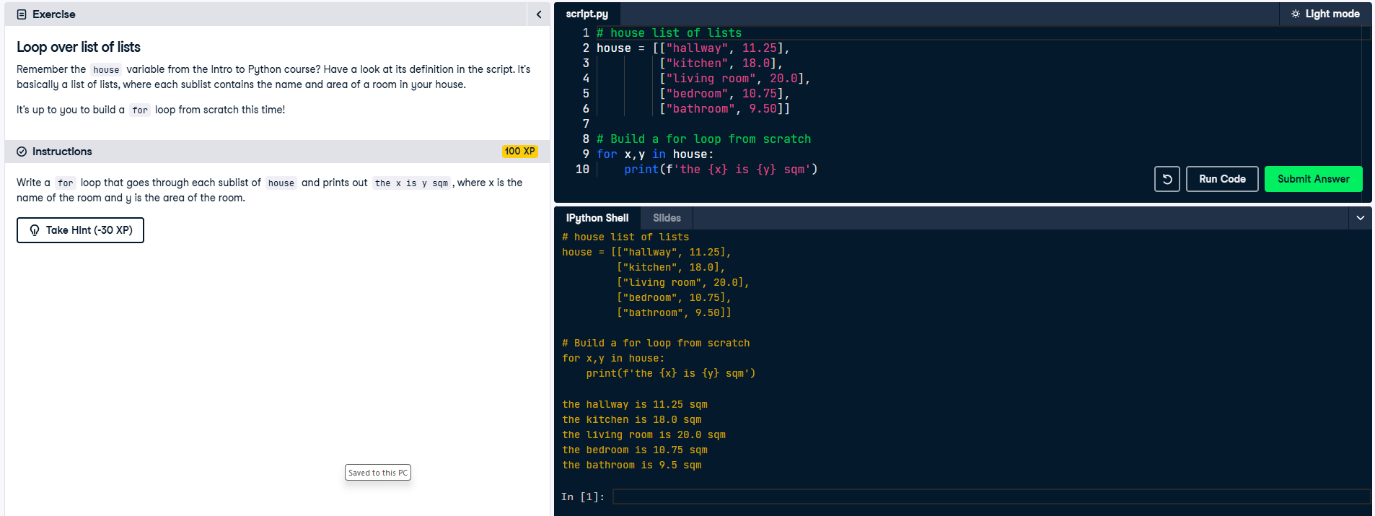 Exercise
Loop over list of lists
Remember the house variable from the Intro to Python course? Have a look at its definition in the script. It's
basically a list of lists, where each sublist contains the name and area of a room in your house.
It's up to you to build a for loop from scratch this time!
Instructions
100 XP
Write a for loop that goes through each sublist of house and prints out the x is y sqm, where x is the
name of the room and y is the area of the room.
Take Hint (-30 XP)
Saved to this PC
script.py
Light mode
1 # house list of lists
2 house = [["hallway", 11.25],
3 ["kitchen", 18.0],
4 ["living room", 20.0],
5 ["bedroom", 10.75],
6 ["bathroom", 9.50]]
7
8 # Build a for loop from scratch
9 for x,y in house:
10 print(f'the {x} is {y} sqm')
Run Code
Submit Answer
IPython Shell
Slides
# house list of lists
house = [["hallway", 11.25],
["kitchen", 18.0],
["living room", 20.0],
["bedroom", 10.75],
["bathroom", 9.50]]
# Build a for loop from scratch
for x,y in house:
print(f'the {x} is {y} sqm')
the hallway is 11.25 sqm
the kitchen is 18.0 sqm
the living room is 20.0 sqm
the bedroom is 10.75 sqm
the bathroom is 9.5 sqm
In [1]: